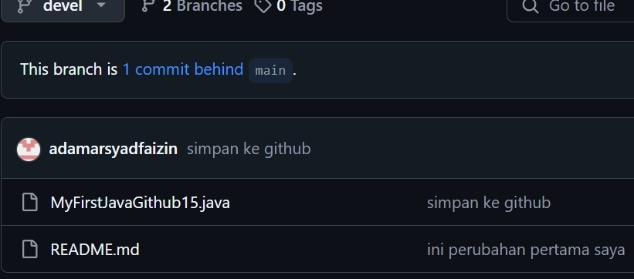 devel 2 Branches 0 Tags Go to file
This branch is 1 commit behind main.
adamarsyadfaizin simpan ke github
MyFirstJavaGithub15.java simpan ke github
README.md ini perubahan pertama saya